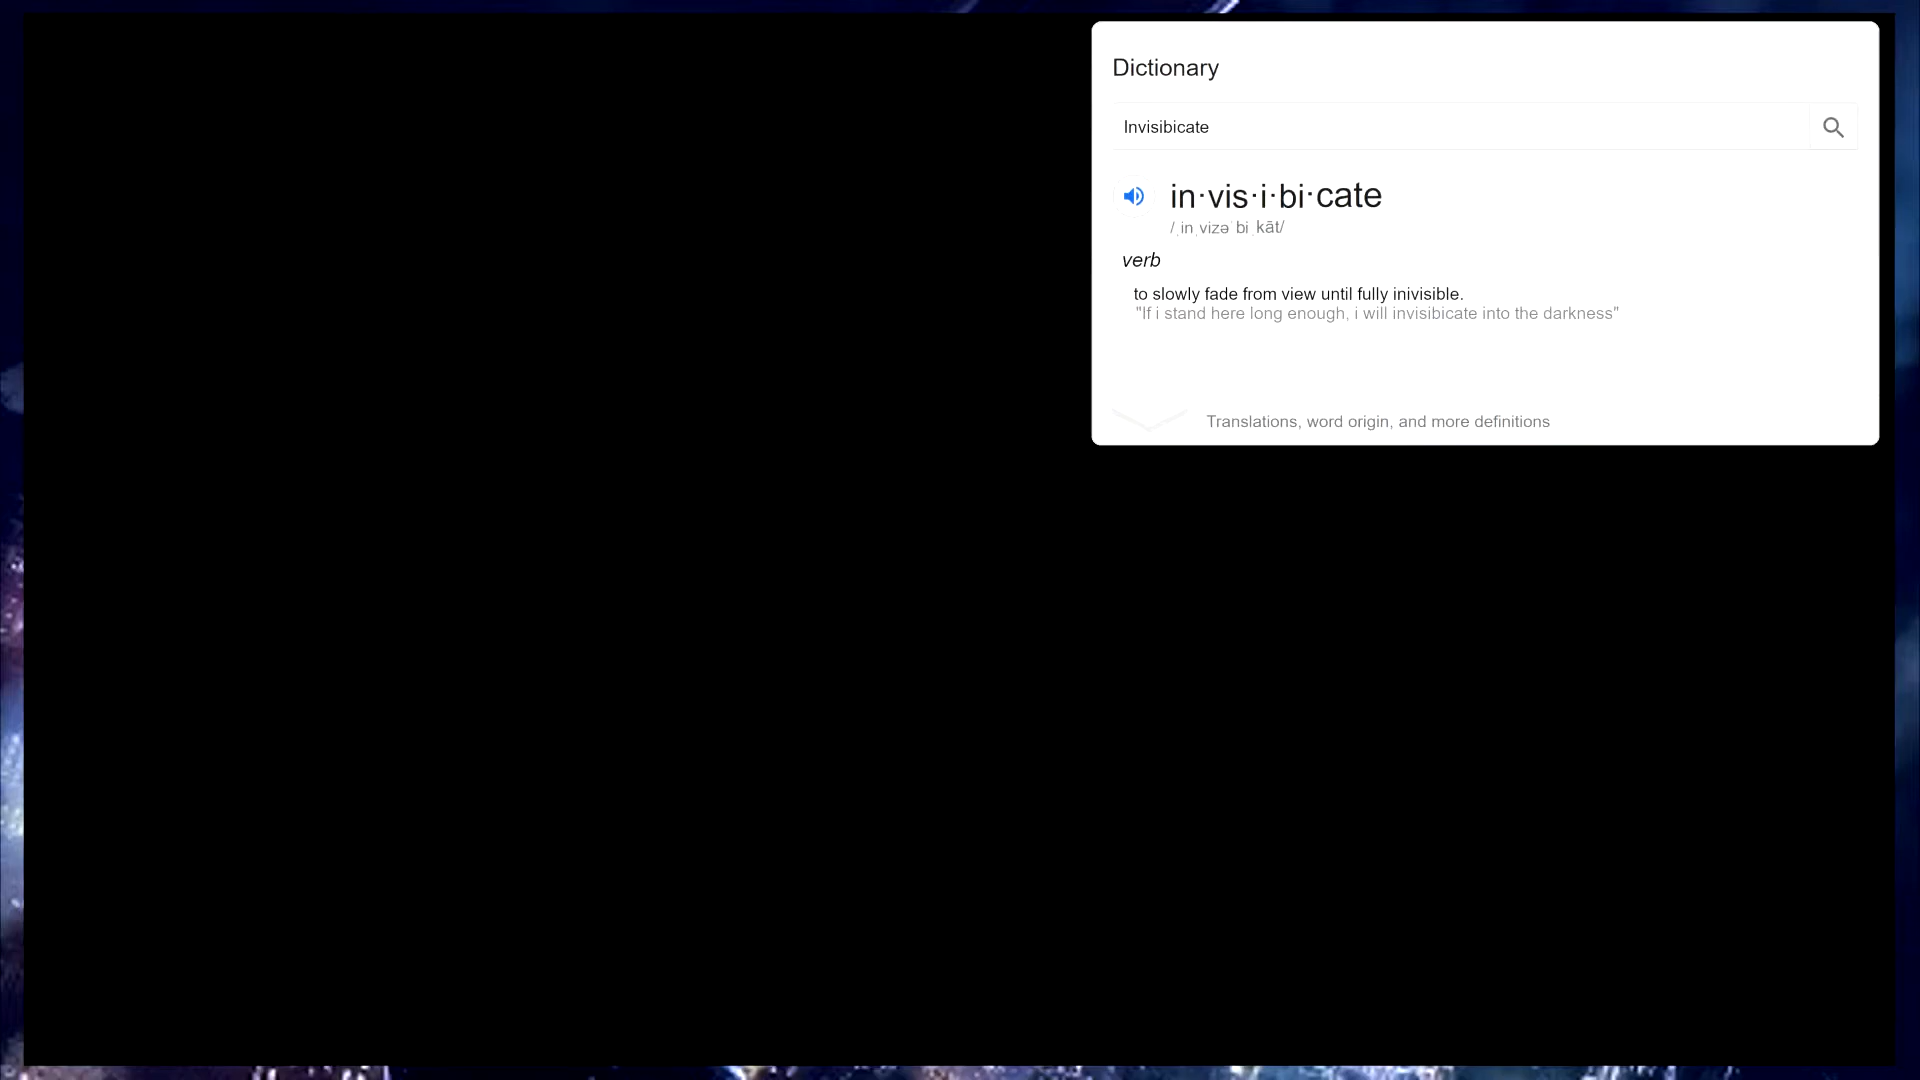 Dictionary
Invisibicate
in·vis·i·bi·cate
/ˌinˌvizəˈbiˌkāt/
verb
to slowly fade from view until fully inivisible.
"If i stand here long enough, i will invisibicate into the darkness"
Translations, word origin, and more definitions